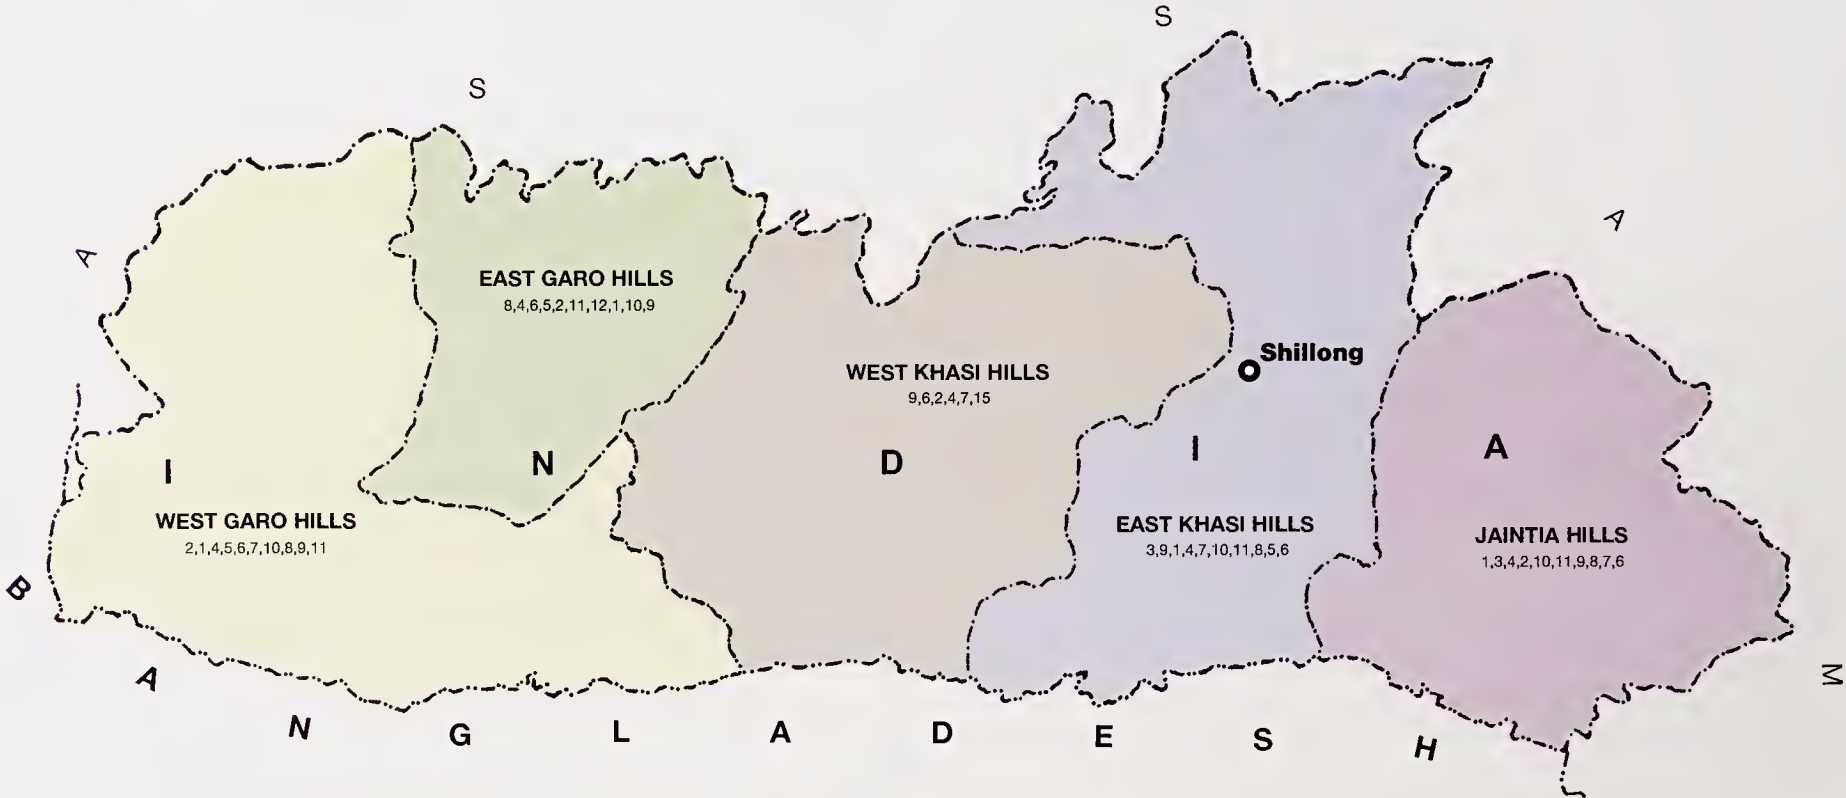 A S S A M
EAST GARO HILLS
8,4,6,5,2,11,12,1,10,9
Shillong
WEST KHASI HILLS
9,6,2,4,7,15
I N D I A
WEST GARO HILLS
2,1,4,5,6,7,10,8,9,11
EAST KHASI HILLS
3,9,1,4,7,10,11,8,5,6
JAINTIA HILLS
1,3,4,2,10,11,9,8,7,6
B A N G L A D E S H